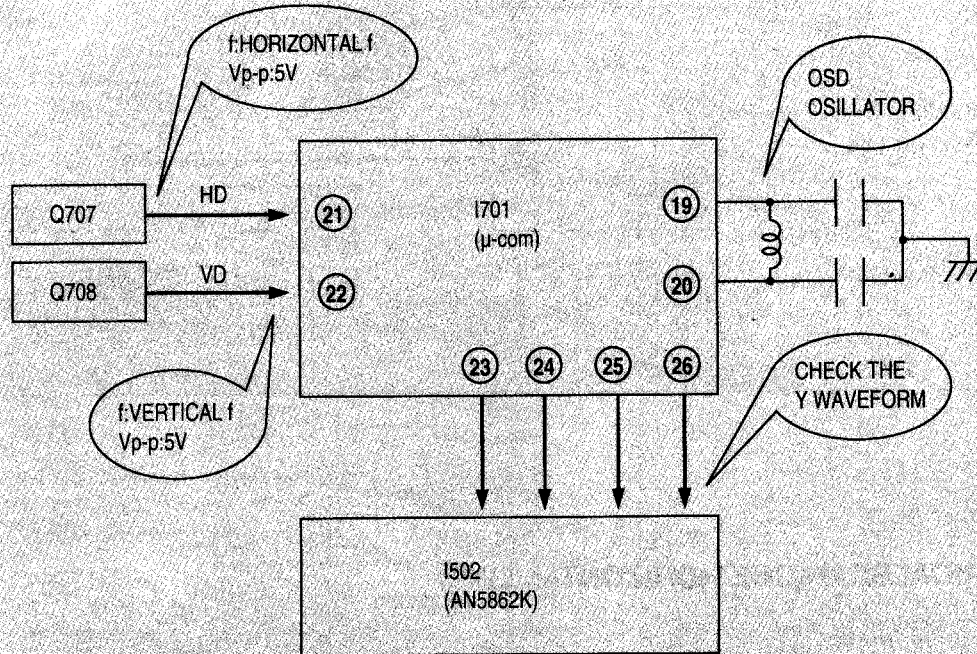 f:HORIZONTAL f
Vp-p:5V
OSD
OSILLATOR
Q707
HD
21
I701
(µ-com)
19
Q708
VD
22
20
23
24
25
26
f:VERTICAL f
Vp-p:5V
CHECK THE
Y WAVEFORM
I502
(AN5862K)